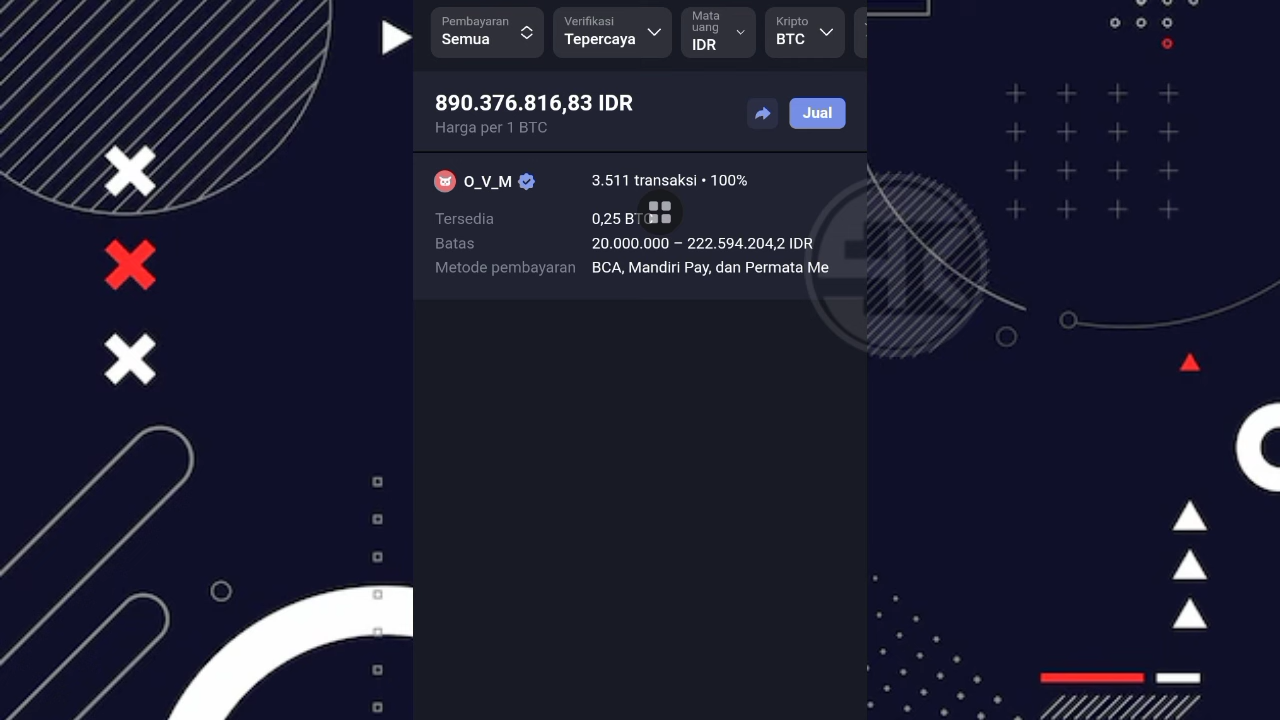 Pembayaran
Semua
Verifikasi
Tepercaya
Mata
uang
IDR
Kripto
BTC
890.376.816,83 IDR
Harga per 1 BTC
Jual
O_V_M
3.511 transaksi • 100%
Tersedia
0,25 BTC
Batas
20.000.000 – 222.594.204,2 IDR
Metode pembayaran
BCA, Mandiri Pay, dan Permata Me